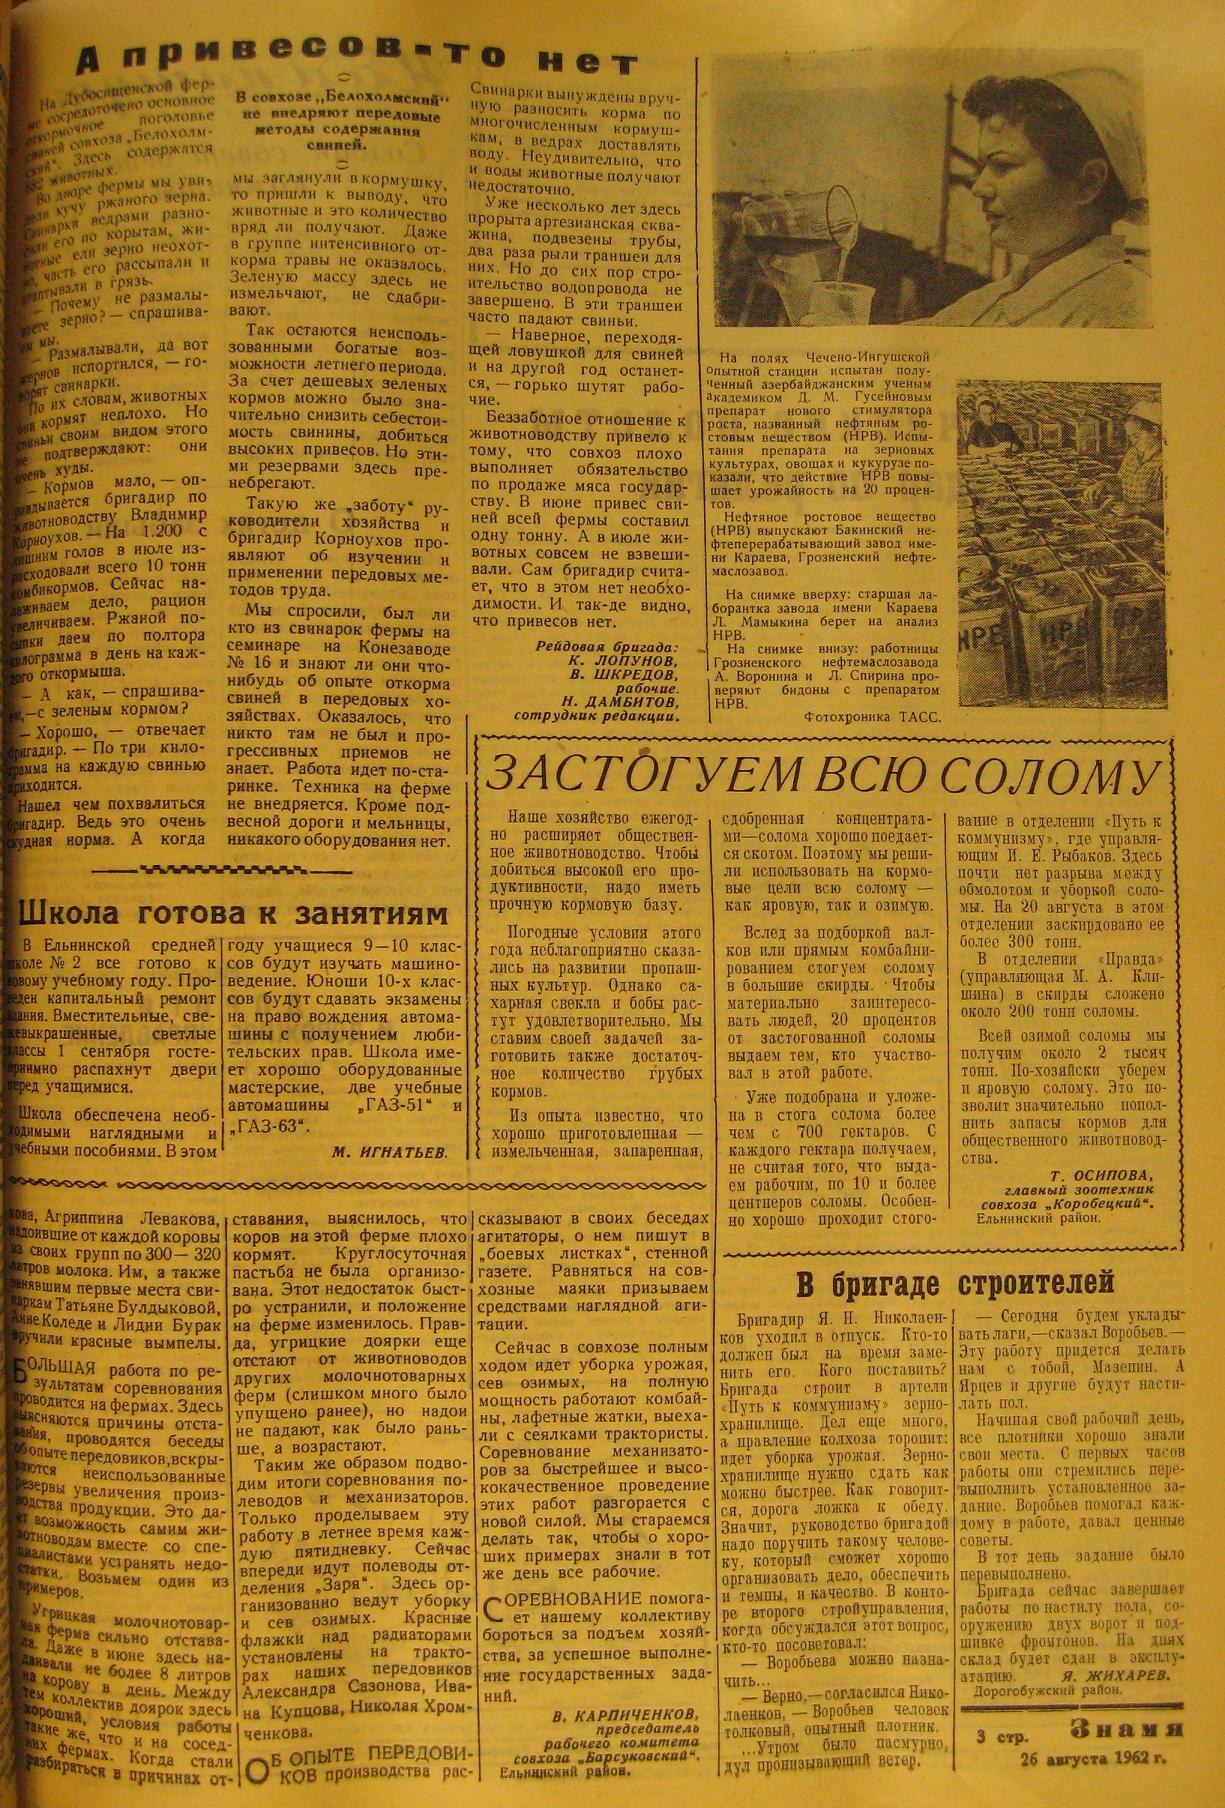 А привесов-то нет
На Дубосищенской фер-
ме сосредоточено основное
откормочное поголовье
свиней совхоза „Белохолм-
ский“. Здесь содержатся
животных.
Во дворе фермы мы уви-
дели кучу ржаного зерна.
Свинарки ведрами разно-
сили его по корытам, жи-
вотные ели зерно неохот-
но, часть его рассыпали и
втаптывали в грязь.
— Почему не размалы-
ваете зерно? — спрашива-
ем мы.
— Размалывали, да вот
жернов испортился, — го-
ворят свинарки.
По их словам, животных
они кормят неплохо. Но
свиньи своим видом этого
не подтверждают: они
очень худы.
— Кормов мало, — оп-
равдывается бригадир по
животноводству Владимир
Корноухов. — На 1.200 с
лишним голов в июле из-
расходовали всего 10 тонн
комбикормов. Сейчас на-
лаживаем дело, рацион
увеличиваем. Ржаной по-
сыпки даем по полтора
килограмма в день на каж-
дого откормыша.
— А как, — спрашива-
ем,—с зеленым кормом?
— Хорошо, — отвечает
бригадир. — По три кило-
грамма на каждую свинью
приходится.
Нашел чем похвалиться
бригадир. Ведь это очень
скудная норма. А когда
В совхозе „Белохолмский“
не внедряют передовые
методы содержания
свиней.
мы заглянули в кормушку,
то пришли к выводу, что
животные и это количество
вряд ли получают. Даже
в группе интенсивного от-
корма травы не оказалось.
Зеленую массу здесь не
измельчают, не сдабри-
вают.
Так остаются неисполь-
зованными богатые воз-
можности летнего периода.
За счет дешевых зеленых
кормов можно было зна-
чительно снизить себестои-
мость свинины, добиться
высоких привесов. Но эти-
ми резервами здесь пре-
небрегают.
Такую же „заботу“ ру-
ководители хозяйства и
бригадир Корноухов про-
являют об изучении и
применении передовых ме-
тодов труда.
Мы спросили, был ли
кто из свинарок фермы на
семинаре на Конезаводе
№ 16 и знают ли они что-
нибудь об опыте откорма
свиней в передовых хо-
зяйствах. Оказалось, что
никто там не был и про-
грессивных приемов не
знает. Работа идет по-ста-
ринке. Техника на ферме
не внедряется. Кроме под-
весной дороги и мельницы,
никакого оборудования нет.
Свинарки вынуждены вруч-
ную разносить корма по
многочисленным кормуш-
кам, в ведрах доставлять
воду. Неудивительно, что
и воды животные получают
недостаточно.
Уже несколько лет здесь
прорыта артезианская сква-
жина, подвезены трубы,
два раза рыли траншеи для
них. Но до сих пор стро-
ительство водопровода не
завершено. В эти траншеи
часто падают свиньи.
— Наверное, переходя-
щей ловушкой для свиней
и на другой год останет-
ся, — горько шутят рабо-
чие.
Беззаботное отношение к
животноводству привело к
тому, что совхоз плохо
выполняет обязательство
по продаже мяса государ-
ству. В июне привес сви-
ней всей фермы составил
одну тонну. А в июле жи-
вотных совсем не взвеши-
вали. Сам бригадир счита-
ет, что в этом нет необхо-
димости. И так-де видно,
что привесов нет.
Рейдовая бригада:
К. ЛОПУНОВ,
В. ШКРЕДОВ,
рабочие.
Н. ДАМБИТОВ,
сотрудник редакции.
На полях Чечено-Ингушской
опытной станции испытан полу-
ченный азербайджанским ученым
академиком Д. М. Гусейновым
препарат нового стимулятора
роста, названный нефтяным ро-
стовым веществом (НРВ). Испы-
тания препарата на зерновых
культурах, овощах и кукурузе по-
казали, что действие НРВ повы-
шает урожайность на 20 процен-
тов.
Нефтяное ростовое вещество
(НРВ) выпускают Бакинский не-
фтеперерабатывающий завод име-
ни Караева, Грозненский нефте-
маслозавод.
На снимке вверху: старшая ла-
борантка завода имени Караева
Л. Мамыкина берет на анализ
НРВ.
На снимке внизу: работницы
Грозненского нефтемаслозавода
А. Воронина и Л. Спирина про-
веряют бидоны с препаратом
НРВ.
Фотохроника ТАСС.
НРВ
НРВ
ЗАСТОГУЕМ ВСЮ СОЛОМУ
Наше хозяйство ежегод-
но расширяет обществен-
ное животноводство. Чтобы
добиться высокой его про-
дуктивности, надо иметь
прочную кормовую базу.
Погодные условия этого
года неблагоприятно сказа-
лись на развитии пропаш-
ных культур. Однако са-
харная свекла и бобы рас-
тут удовлетворительно. Мы
ставим своей задачей за-
готовить также достаточ-
ное количество грубых
кормов.
Из опыта известно, что
хорошо приготовленная —
измельченная, запаренная,
сдобренная концентрата-
ми—солома хорошо поедает-
ся скотом. Поэтому мы реши-
ли использовать на кормо-
вые цели всю солому —
как яровую, так и озимую.
Вслед за подборкой вал-
ков или прямым комбайни-
рованием стогуем солому
в большие скирды. Чтобы
материально заинтересо-
вать людей, 20 процентов
от застогованной соломы
выдаем тем, кто участво-
вал в этой работе.
Уже подобрана и уложе-
на в стога солома более
чем с 700 гектаров. С
каждого гектара получаем,
не считая того, что выда-
ем рабочим, по 10 и более
центнеров соломы. Особен-
но хорошо проходит стого-
вание в отделении «Путь к
коммунизму», где управля-
ющим И. Е. Рыбаков. Здесь
почти нет разрыва между
обмолотом и уборкой соло-
мы. На 20 августа в этом
отделении заскирдовано ее
более 300 тонн.
В отделении «Правда»
(управляющая М. А. Кли-
шина) в скирды сложено
около 200 тонн соломы.
Всей озимой соломы мы
получим около 2 тысяч
тонн. По-хозяйски уберем
и яровую солому. Это по-
зволит значительно попол-
нить запасы кормов для
общественного животновод-
ства.
Т. ОСИПОВА,
главный зоотехник
совхоза „Коробецкий“.
Ельнинский район.
Школа готова к занятиям
В Ельнинской средней
школе № 2 все готово к
новому учебному году. Про-
веден капитальный ремонт
здания. Вместительные, све-
жевыкрашенные, светлые
классы 1 сентября госте-
приимно распахнут двери
перед учащимися.
Школа обеспечена необ-
ходимыми наглядными и
учебными пособиями. В этом
году учащиеся 9—10 клас-
сов будут изучать машино-
ведение. Юноши 10-х клас-
сов будут сдавать экзамены
на право вождения автома-
шины с получением люби-
тельских прав. Школа име-
ет хорошо оборудованные
мастерские, две учебные
автомашины „ГАЗ-51“ и
„ГАЗ-63“.
М. ИГНАТЬЕВ.
кова, Агриппина Левакова,
надоившие от каждой коровы
из своих групп по 300—320
литров молока. Им, а также
занявшим первые места сви-
наркам Татьяне Булдыковой,
Анне Коледе и Лидии Бурак
вручили красные вымпелы.
БОЛЬШАЯ работа по ре-
зультатам соревнования
проводится на фермах. Здесь
выясняются причины отста-
вания, проводятся беседы
об опыте передовиков, вскры-
ваются неиспользованные
резервы увеличения произ-
водства продукции. Это да-
ет возможность самим жи-
вотноводам вместе со спе-
циалистами устранять недо-
статки. Возьмем один из
примеров.
Угрицкая молочнотовар-
ная ферма сильно отстава-
ла. Даже в июне здесь на-
даивали не более 8 литров
на корову в день. Между
тем коллектив доярок здесь
хороший, условия работы
такие же, что и на сосед-
них фермах. Когда стали
разбираться в причинах от-
ставания, выяснилось, что
коров на этой ферме плохо
кормят. Круглосуточная
пастьба не была организо-
вана. Этот недостаток быст-
ро устранили, и положение
на ферме изменилось. Прав-
да, угрицкие доярки еще
отстают от животноводов
других молочнотоварных
ферм (слишком много было
упущено ранее), но надои
не падают, как было рань-
ше, а возрастают.
Таким же образом подво-
дим итоги соревнования по-
леводов и механизаторов.
Только проделываем эту
работу в летнее время каж-
дую пятидневку. Сейчас
впереди идут полеводы от-
деления „Заря“. Здесь ор-
ганизованно ведут уборку
и сев озимых. Красные
флажки над радиаторами
установлены на тракто-
рах наших передовиков
Александра Сазонова, Ива-
на Купцова, Николая Хром-
ченкова.
ОБ ОПЫТЕ ПЕРЕДОВИ-
КОВ производства рас-
сказывают в своих беседах
агитаторы, о нем пишут в
„боевых листках“, стенной
газете. Равняться на сов-
хозные маяки призываем
средствами наглядной аги-
тации.
Сейчас в совхозе полным
ходом идет уборка урожая,
сев озимых, на полную
мощность работают комбай-
ны, лафетные жатки, выеха-
ли с сеялками трактористы.
Соревнование механизато-
ров за быстрейшее и высо-
кокачественное проведение
этих работ разгорается с
новой силой. Мы стараемся
делать так, чтобы о хоро-
ших примерах знали в тот
же день все рабочие.
СОРЕВНОВАНИЕ помога-
ет нашему коллективу
бороться за подъем хозяй-
ства, за успешное выполне-
ние государственных зада-
ний.
В. КАРПИЧЕНКОВ,
председатель
рабочего комитета
совхоза „Барсуковский“.
Ельнинский район.
В бригаде строителей
Бригадир Я. Н. Николаен-
ков уходил в отпуск. Кто-то
должен был на время заме-
нить его. Кого поставить?
Бригада строит в артели
«Путь к коммунизму» зерно-
хранилище. Дел еще много,
а правление колхоза торопит:
идет уборка урожая. Зерно-
хранилище нужно сдать как
можно быстрее. Как говорит-
ся, дорога ложка к обеду.
Значит, руководство бригадой
надо поручить такому челове-
ку, который сможет хорошо
организовать дело, обеспечить
и темпы, и качество. В конто-
ре второго стройуправления,
когда обсуждался этот вопрос,
кто-то посоветовал:
— Воробьева можно назна-
чить...
— Верно,—согласился Нико-
лаенков, — Воробьев человек
толковый, опытный плотник.
...Утром было пасмурно,
дул пронизывающий ветер.
— Сегодня будем уклады-
вать лаги,—сказал Воробьев.—
Эту работу придется делать
нам с тобой, Мазепин. А
Ярцев и другие будут насти-
лать пол.
Начиная свой рабочий день,
все плотники хорошо знали
свои места. С первых часов
работы они стремились пере-
выполнить установленное за-
дание. Воробьев помогал каж-
дому в работе, давал ценные
советы.
В тот день задание было
перевыполнено.
Бригада сейчас завершает
работы по настилу пола, со-
оружению двух ворот и под-
шивке фронтонов. На днях
склад будет сдан в эксплу-
атацию.
Я. ЖИХАРЕВ.
Дорогобужский район.
3 стр. Знамя
26 августа 1962 г.